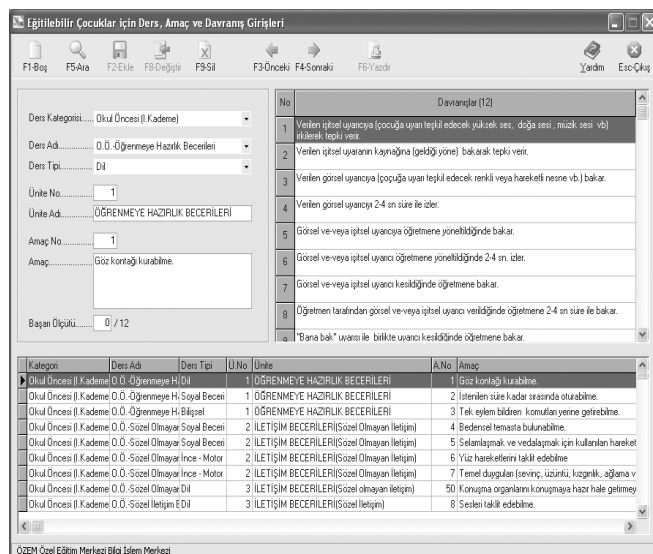 Eğitilebilir Çocuklar için Ders, Amaç ve Davranış Girişleri
F1-Boş F5-Ara F2-Ekle F8-Değiştir F9-Sil F3-Önceki F4-Sonraki F6-Yazdır Yardım Esc-Çıkış
Ders Kategorisi..... Okul Öncesi (I.Kademe)
Ders Adı............ O.Ö.-Öğrenmeye Hazırlık Becerileri
Ders Tipi............ Dil
Ünite No............ 1
Ünite Adı............ ÖĞRENMEYE HAZIRLIK BECERİLERİ
Amaç No............ 1
Amaç................ Göz kontağı kurabilme.
Başarı Ölçütü....... 0 / 12
No Davranışlar (12)
1 Verilen işitsel uyarıcıya (çocuğa uyarı teşkil edecek yüksek ses, doğa sesi , müzik sesi vb)
irkilerek tepki verir.
2 Verilen işitsel uyaranın kaynağına (geldiği yöne) bakarak tepki verir.
3 Verilen görsel uyarıcıya (çoçuğa uyarı teşkil edecek renkli veya hareketli nesne vb.) bakar.
4 Verilen görsel uyarıcıyı 2-4 sn süre ile izler.
5 Görsel ve-veya işitsel uyarıcıya öğretmene yöneltildiğinde bakar.
6 Görsel ve-veya işitsel uyarıcı öğretmene yöneltildiğinde 2-4 sn. izler.
7 Görsel ve-veya işitsel uyarıcı kesildiğinde öğretmene bakar.
8 Öğretmen tarafından görsel ve-veya işitsel uyarıcı verildiğinde öğretmene 2-4 sn süre ile bakar.
9 "Bana bak" uyarısı ile birlikte uyarıcı kesildiğinde öğretmene bakar.
Kategori Ders Adı Ders Tipi Ü.No Ünite A.No Amaç
Okul Öncesi (I.Kademe O.Ö.-Öğrenmeye H Dil 1 ÖĞRENMEYE HAZIRLIK BECERİLERİ 1 Göz kontağı kurabilme.
Okul Öncesi (I.Kademe O.Ö.-Öğrenmeye H Soyal Beceri 1 ÖĞRENMEYE HAZIRLIK BECERİLERİ 2 İstenilen süre kadar sırasında oturabilme.
Okul Öncesi (I.Kademe O.Ö.-Öğrenmeye H Bilişsel 1 ÖĞRENMEYE HAZIRLIK BECERİLERİ 3 Tek eylem bildiren komutları yerine getirebilme.
Okul Öncesi (I.Kademe O.Ö.-Sözel Olmayar Soyal Beceri 2 İLETİŞİM BECERİLERİ(Sözel Olmayan İletişim) 4 Bedensel temasta bulunabilme.
Okul Öncesi (I.Kademe O.Ö.-Sözel Olmayar Soyal Beceri 2 İLETİŞİM BECERİLERİ(Sözel Olmayan İletişim) 5 Selamlaşmak ve vedalaşmak için kullanılan hareket
Okul Öncesi (I.Kademe O.Ö.-Sözel Olmayar İnce - Motor 2 İLETİŞİM BECERİLERİ(Sözel Olmayan İletişim) 6 Yüz hareketlerini taklit edebilme
Okul Öncesi (I.Kademe O.Ö.-Sözel Olmayar İnce - Motor 2 İLETİŞİM BECERİLERİ(Sözel Olmayan İletişim) 7 Temel duyguları (sevinç, üzüntü, kızgınlık, ağlama v
Okul Öncesi (I.Kademe O.Ö.-Sözel Olmayar Dil 3 İLETİŞİM BECERİLERİ(Sözel olmayan iletişim) 50 Konuşma organlarını konuşmaya hazır hale getirmey
Okul Öncesi (I.Kademe O.Ö.-Sözel İletişim E Dil 3 İLETİŞİM BECERİLERİ(Sözel İletişim) 8 Sesleri taklit edebilme.
ÖZEM Özel Eğitim Merkezi Bilgi İşlem Merkezi